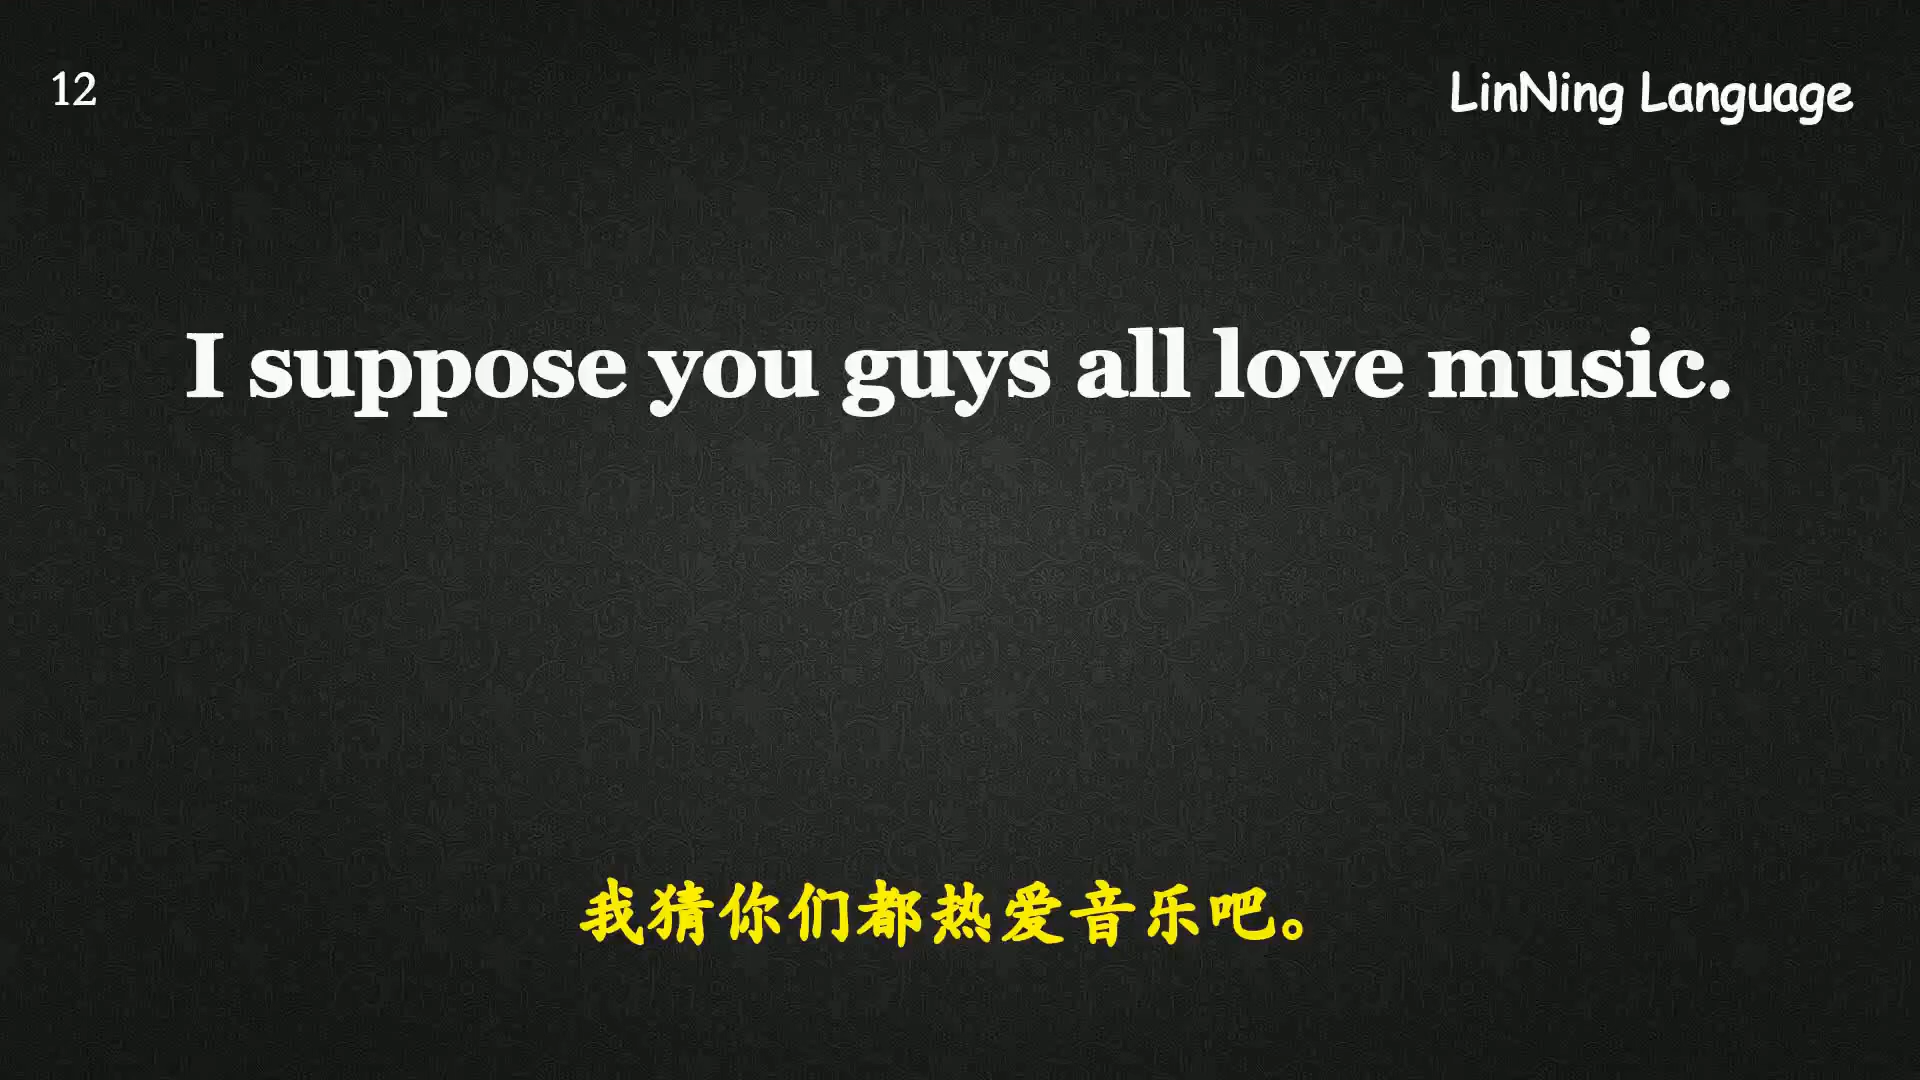 12
LinNing Language
I suppose you guys all love music.
我猜你们都热爱音乐吧。